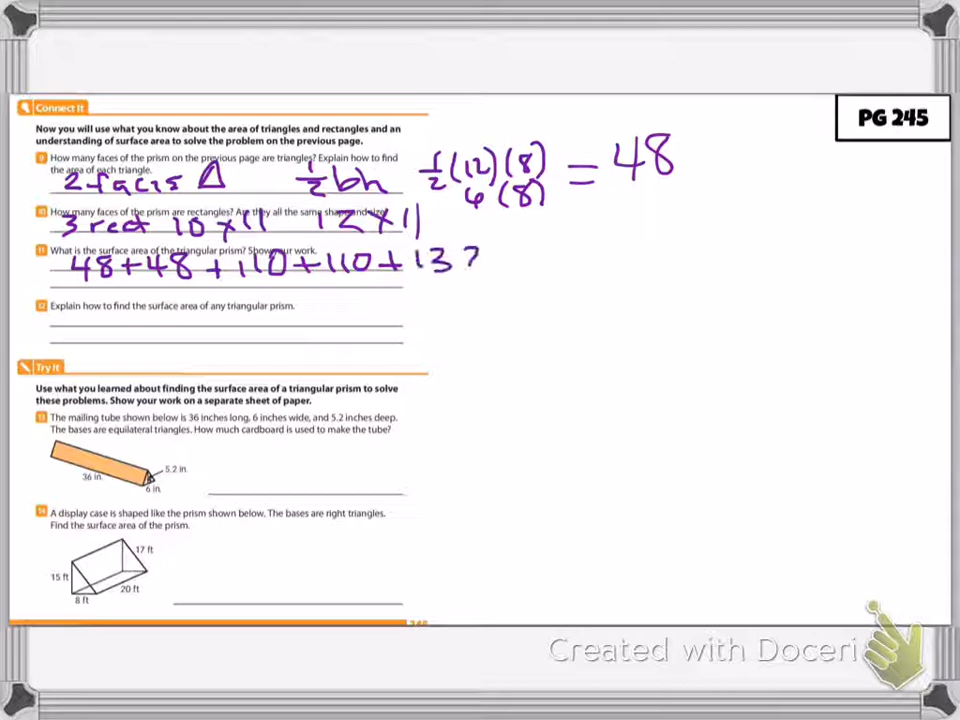 PG 245
Connect It
Now you will use what you know about the area of triangles and rectangles and an
understanding of surface area to solve the problem on the previous page.
9 How many faces of the prism on the previous page are triangles? Explain how to find
the area of each triangle.
2 faces △ 1/2 bh 1/2 (12)(8) = 48
6 (8)
10 How many faces of the prism are rectangles? Are they all the same shape and size?
3 rect 10 x 11 12 x 11
11 What is the surface area of the triangular prism? Show your work.
48+48+110+110+132
12 Explain how to find the surface area of any triangular prism.
Try It
Use what you learned about finding the surface area of a triangular prism to solve
these problems. Show your work on a separate sheet of paper.
13 The mailing tube shown below is 36 inches long, 6 inches wide, and 5.2 inches deep.
The bases are equilateral triangles. How much cardboard is used to make the tube?
5.2 in.
36 in.
6 in.
14 A display case is shaped like the prism shown below. The bases are right triangles.
Find the surface area of the prism.
17 ft
15 ft
20 ft
8 ft
245
Created with Doceri